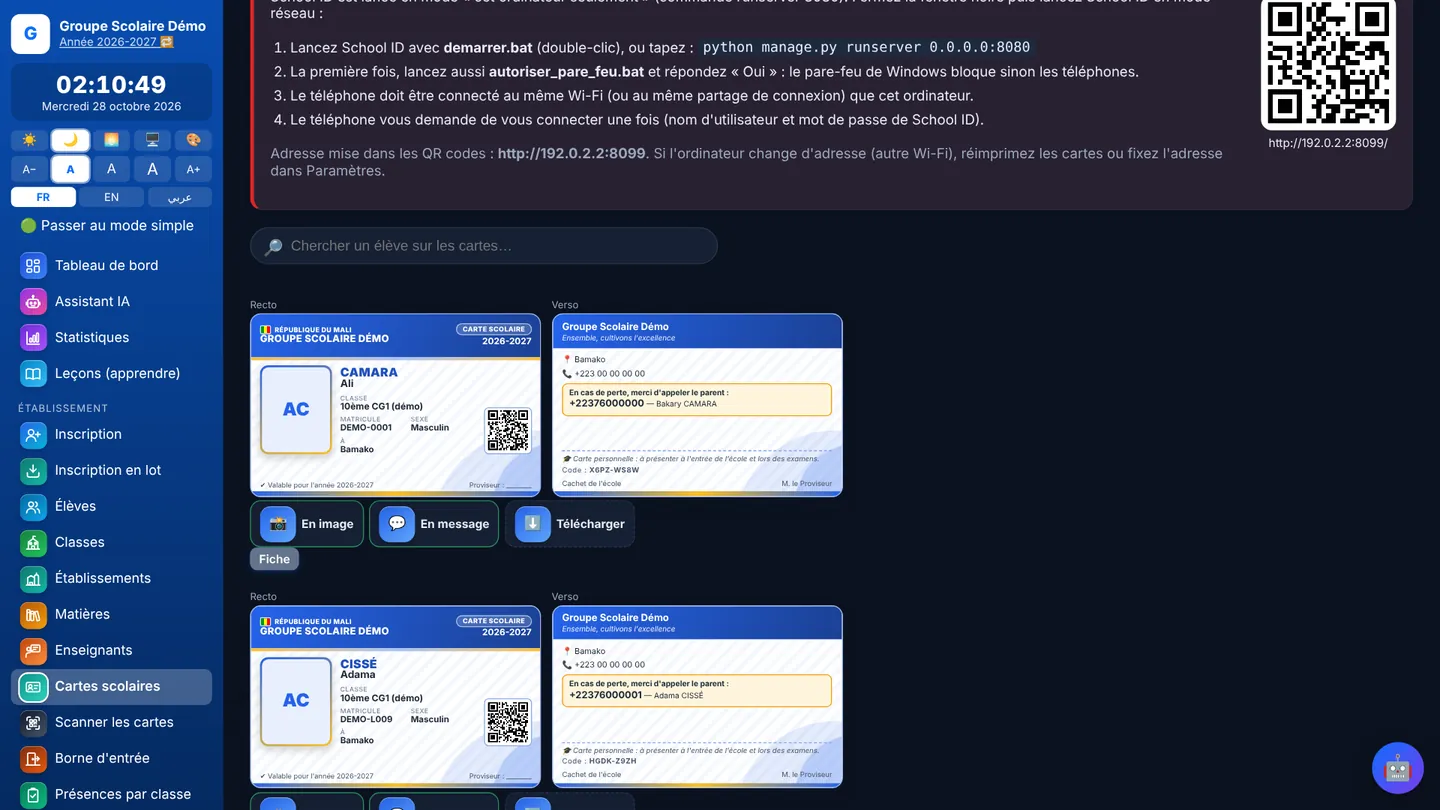 G
Groupe Scolaire Démo
Année 2026-2027
02:10:49
Mercredi 28 octobre 2026
A−
A
A
A
A+
FR
EN
عربي
Passer au mode simple
Tableau de bord
Assistant IA
Statistiques
Leçons (apprendre)
ÉTABLISSEMENT
Inscription
Inscription en lot
Élèves
Classes
Établissements
Matières
Enseignants
Cartes scolaires
Scanner les cartes
Borne d'entrée
Présences par classe
réseau :
1. Lancez School ID avec demarrer.bat (double-clic), ou tapez : python manage.py runserver 0.0.0.0:8080
2. La première fois, lancez aussi autoriser_pare_feu.bat et répondez « Oui » : le pare-feu de Windows bloque sinon les téléphones.
3. Le téléphone doit être connecté au même Wi-Fi (ou au même partage de connexion) que cet ordinateur.
4. Le téléphone vous demande de vous connecter une fois (nom d'utilisateur et mot de passe de School ID).
Adresse mise dans les QR codes : http://192.0.2.2:8099. Si l'ordinateur change d'adresse (autre Wi-Fi), réimprimez les cartes ou fixez l'adresse
dans Paramètres.
http://192.0.2.2:8099/
Chercher un élève sur les cartes…
Recto
RÉPUBLIQUE DU MALI
GROUPE SCOLAIRE DÉMO
CARTE SCOLAIRE
2026-2027
AC
CAMARA
Ali
CLASSE
10ème CG1 (démo)
MATRICULE
DEMO-0001
SEXE
Masculin
À
Bamako
✔ Valable pour l'année 2026-2027
Proviseur : ______
Verso
Groupe Scolaire Démo
Ensemble, cultivons l'excellence
Bamako
+223 00 00 00 00
En cas de perte, merci d'appeler le parent :
+22376000000 — Bakary CAMARA
Carte personnelle : à présenter à l'entrée de l'école et lors des examens.
Code : X6PZ-WS8W
Cachet de l'école
M. le Proviseur
En image
En message
Télécharger
Fiche
Recto
RÉPUBLIQUE DU MALI
GROUPE SCOLAIRE DÉMO
CARTE SCOLAIRE
2026-2027
AC
CISSÉ
Adama
CLASSE
10ème CG1 (démo)
MATRICULE
DEMO-L009
SEXE
Masculin
À
Bamako
✔ Valable pour l'année 2026-2027
Proviseur : ______
Verso
Groupe Scolaire Démo
Ensemble, cultivons l'excellence
Bamako
+223 00 00 00 00
En cas de perte, merci d'appeler le parent :
+22376000001 — Adama CISSÉ
Carte personnelle : à présenter à l'entrée de l'école et lors des examens.
Code : HGDK-Z9ZH
Cachet de l'école
M. le Proviseur